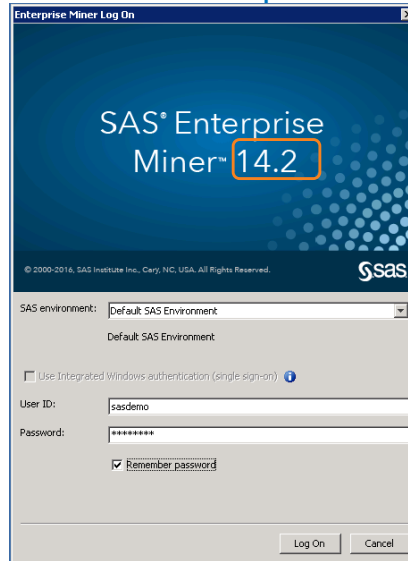 Enterprise Miner Log On
SAS® Enterprise
Miner™ 14.2
© 2000-2016, SAS Institute Inc., Cary, NC, USA. All Rights Reserved.
sas
SAS environment: Default SAS Environment
Default SAS Environment
Use Integrated Windows authentication (single sign-on)
User ID: sasdemo
Password: ********
Remember password
Log On Cancel